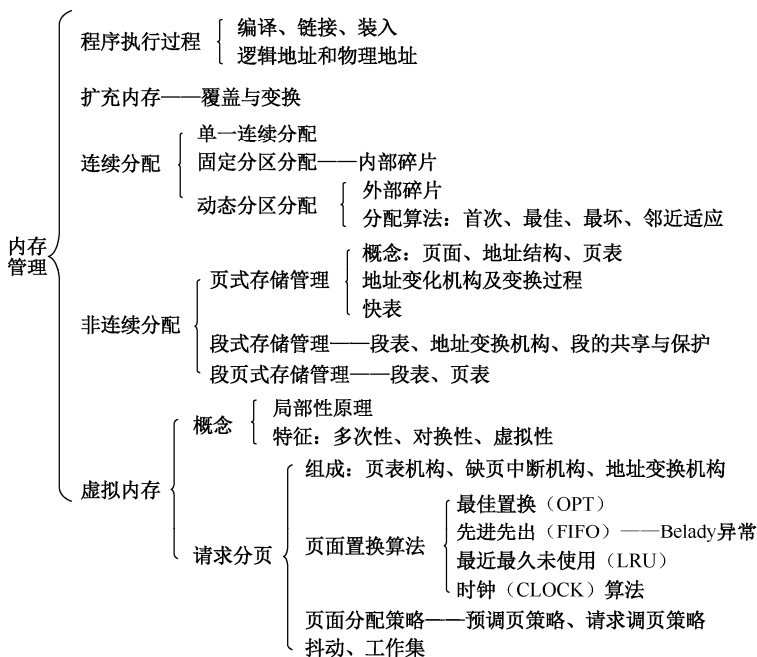 内存
管理
程序执行过程
编译、链接、装入
逻辑地址和物理地址
扩充内存——覆盖与变换
连续分配
单一连续分配
固定分区分配——内部碎片
动态分区分配
外部碎片
分配算法：首次、最佳、最坏、邻近适应
非连续分配
页式存储管理
概念：页面、地址结构、页表
地址变化机构及变换过程
快表
段式存储管理——段表、地址变换机构、段的共享与保护
段页式存储管理——段表、页表
虚拟内存
概念
局部性原理
特征：多次性、对换性、虚拟性
请求分页
组成：页表机构、缺页中断机构、地址变换机构
页面置换算法
最佳置换（OPT）
先进先出（FIFO）——Belady异常
最近最久未使用（LRU）
时钟（CLOCK）算法
页面分配策略——预调页策略、请求调页策略
抖动、工作集